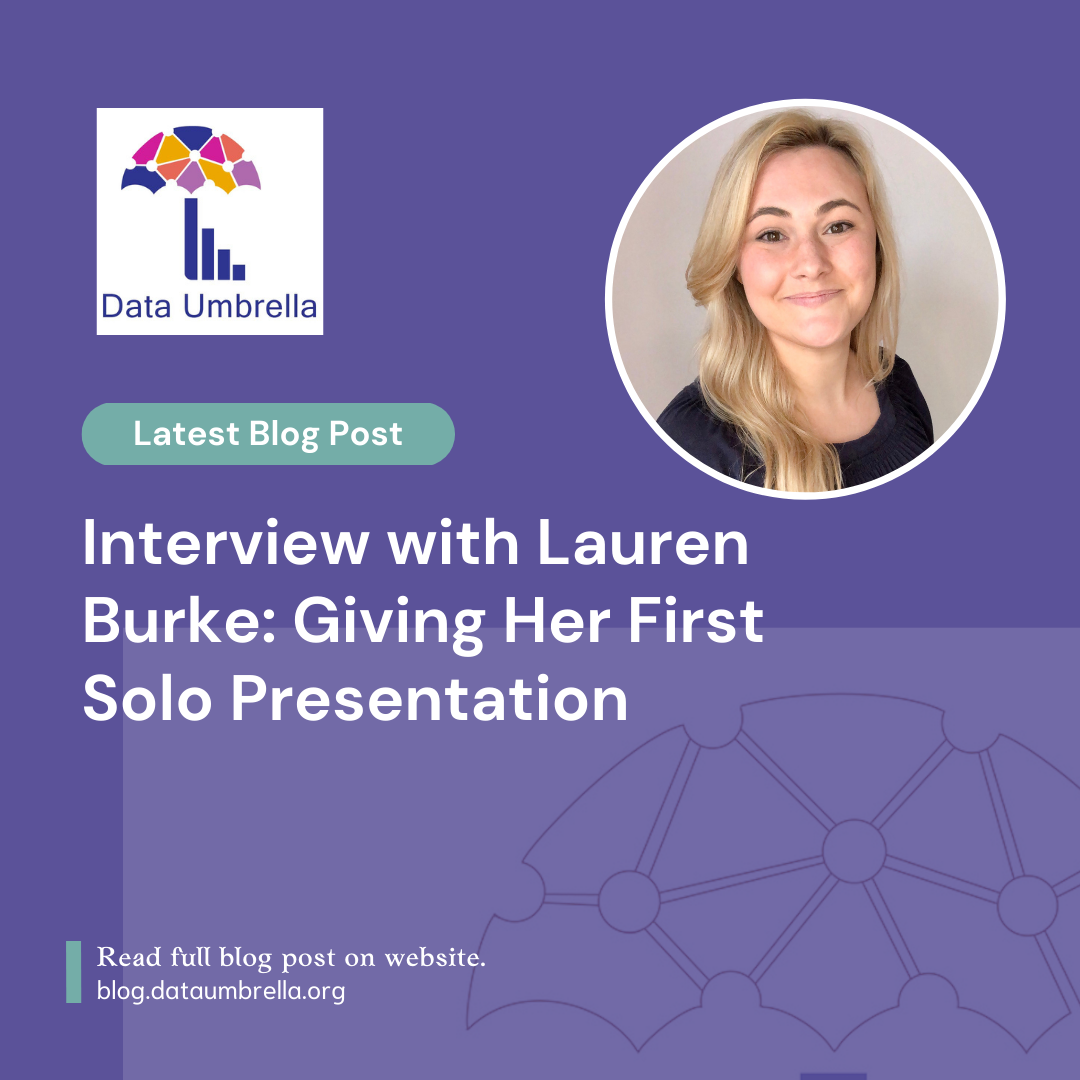 Data Umbrella
Latest Blog Post
Interview with Lauren
Burke: Giving Her First
Solo Presentation
Read full blog post on website.
blog.dataumbrella.org